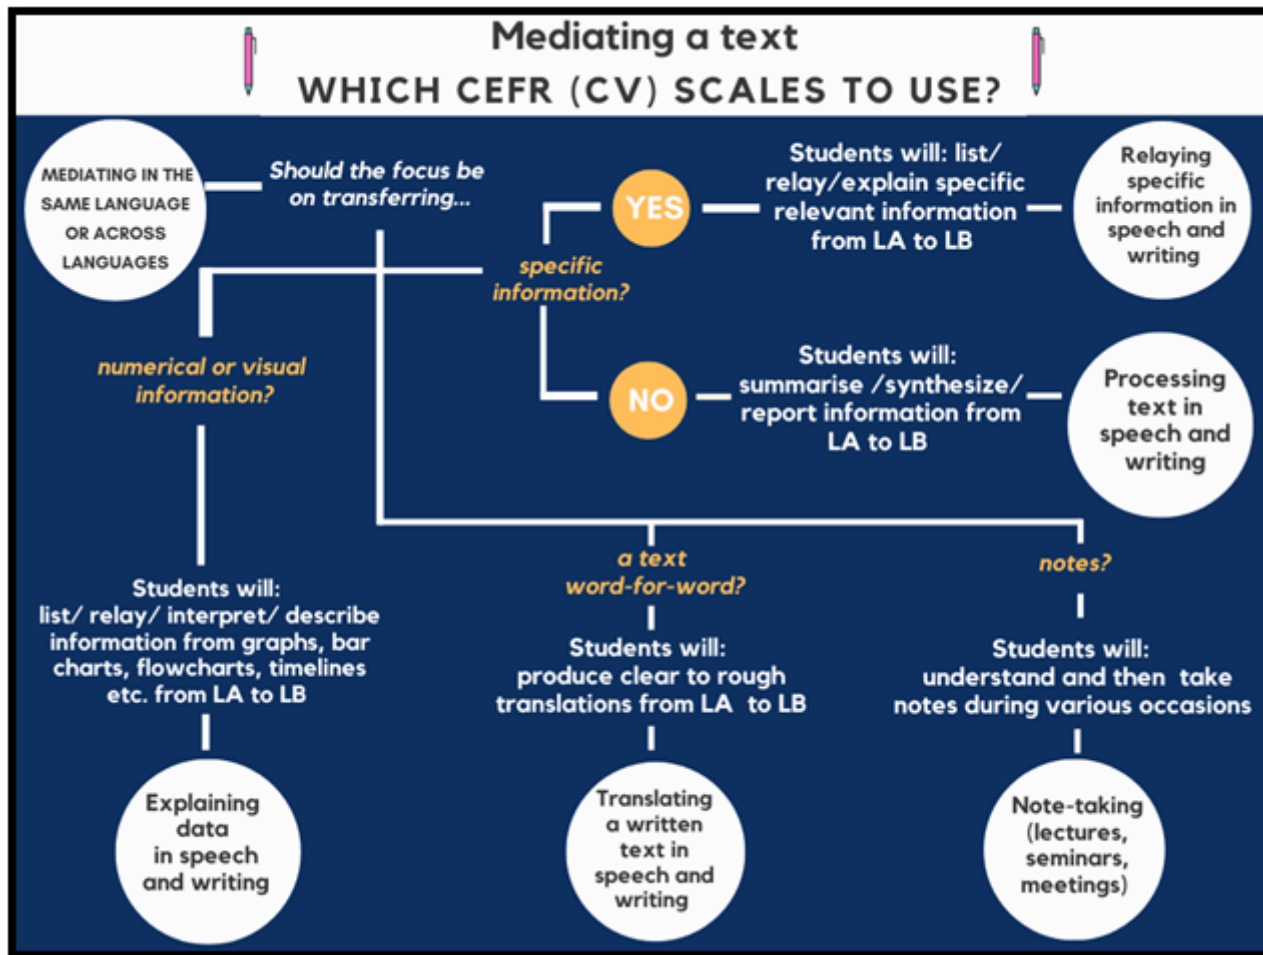 Mediating a text
WHICH CEFR (CV) SCALES TO USE?
MEDIATING IN THE
SAME LANGUAGE
OR ACROSS
LANGUAGES
Should the focus be
on transferring...
specific
information?
YES
Students will: list/
relay/explain specific
relevant information
from LA to LB
Relaying
specific
information in
speech and
writing
NO
Students will:
summarise /synthesize/
report information from
LA to LB
Processing
text in
speech and
writing
numerical or visual
information?
Students will:
list/ relay/ interpret/ describe
information from graphs, bar
charts, flowcharts, timelines
etc. from LA to LB
Explaining
data
in speech
and writing
a text
word-for-word?
Students will:
produce clear to rough
translations from LA to LB
Translating
a written
text in
speech and
writing
notes?
Students will:
understand and then take
notes during various occasions
Note-taking
(lectures,
seminars,
meetings)